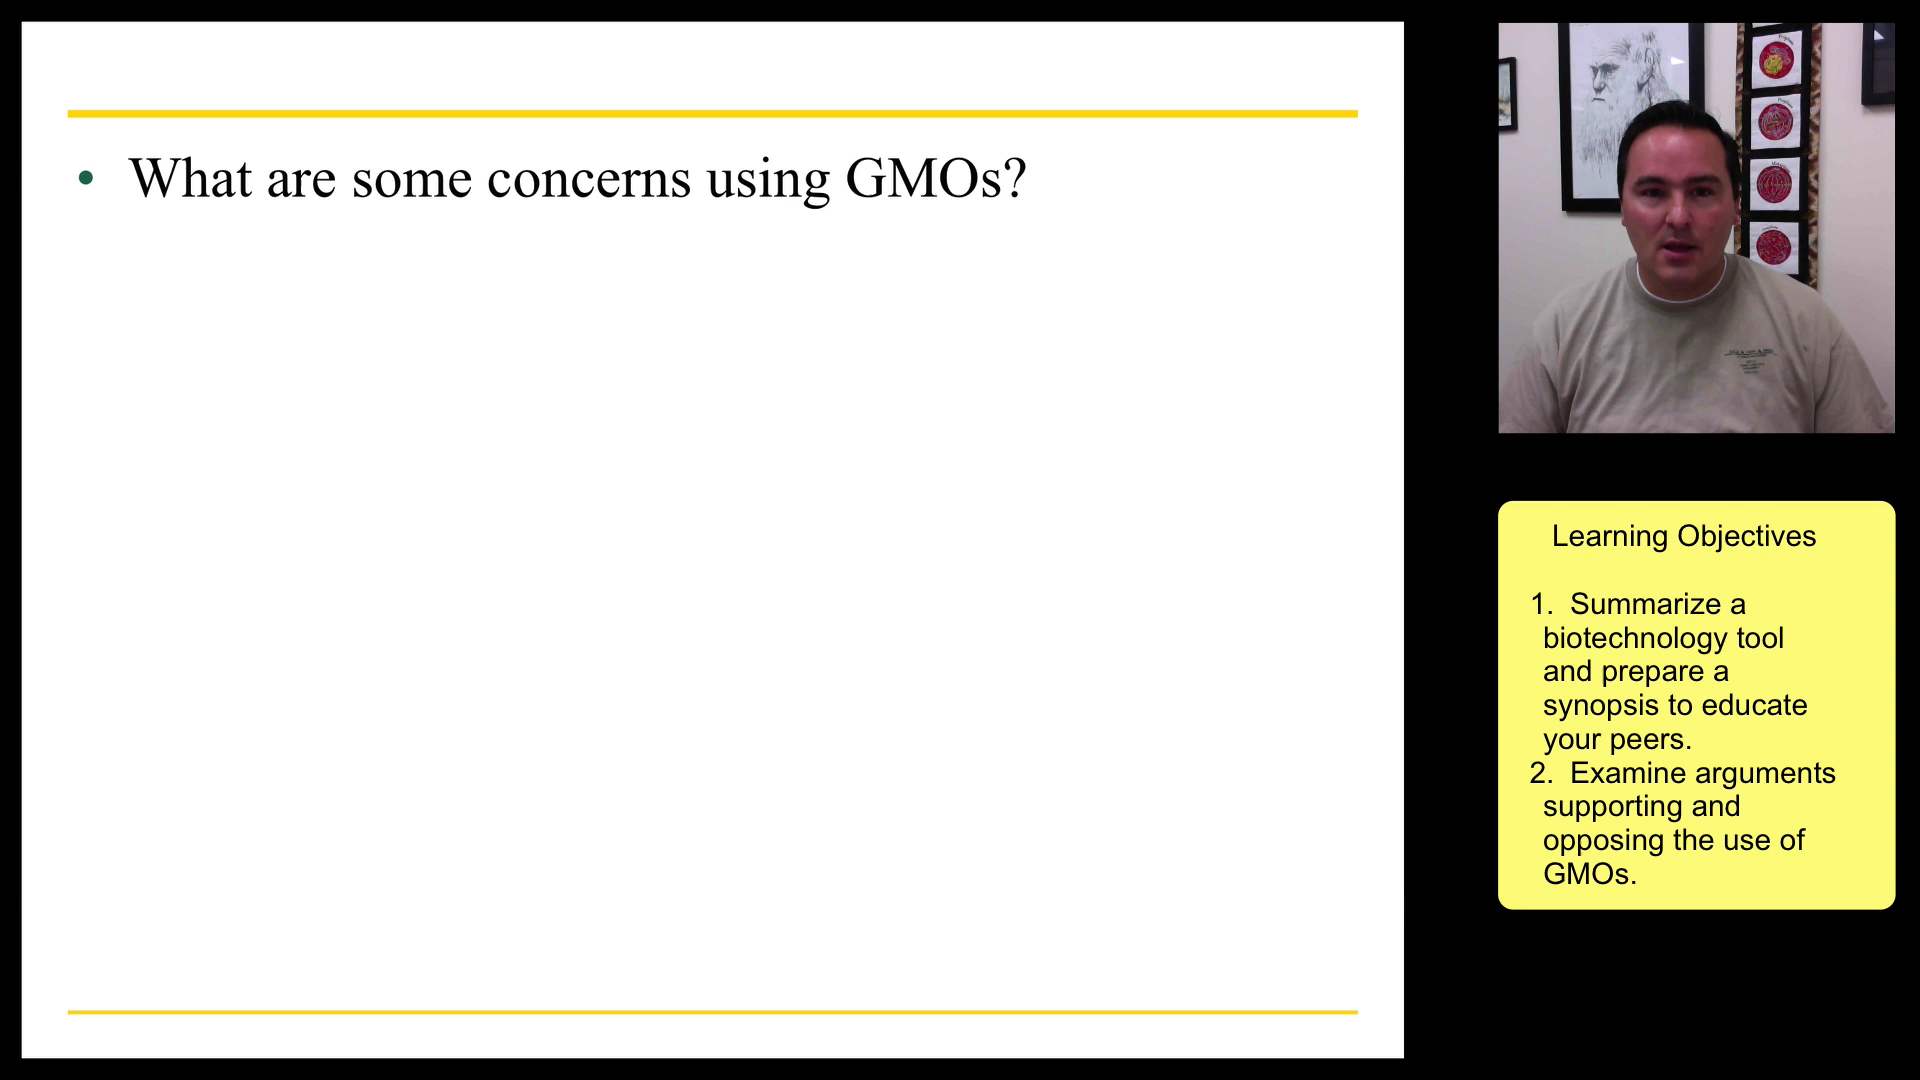 • What are some concerns using GMOs?
Learning Objectives
1. Summarize a
biotechnology tool
and prepare a
synopsis to educate
your peers.
2. Examine arguments
supporting and
opposing the use of
GMOs.